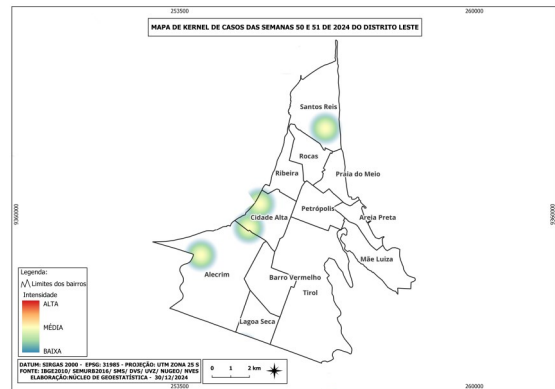 MAPA DE KERNEL DE CASOS DAS SEMANAS 50 E 51 DE 2024 DO DISTRITO LESTE
253500
260000
Santos Reis
Rocas
Ribeira
Praia do Meio
Petrópolis
Cidade Alta
Areia Preta
9360000
9360000
Mãe Luiza
Alecrim
Barro Vermelho
Tirol
Lagoa Seca
Legenda:
Limites dos bairros
Intensidade
ALTA
MÉDIA
BAIXA
0 1 2 km
DATUM: SIRGAS 2000 - EPSG: 31985 - PROJEÇÃO: UTM ZONA 25 S
FONTE: IBGE2010/ SEMURB2016/ SMS/ DVS/ UVZ/ NUGEO/ NVES
ELABORAÇÃO:NÚCLEO DE GEOESTATÍSTICA - 30/12/2024
253500
260000